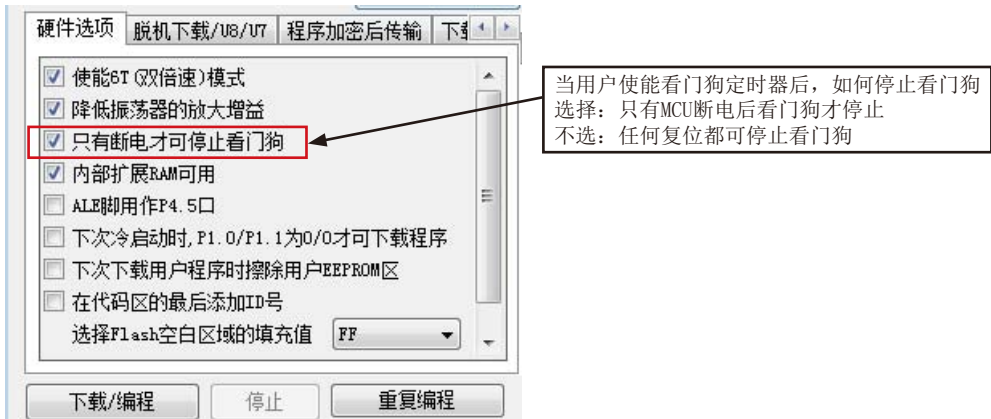 硬件选项 脱机下载/U8/U7 程序加密后传输
使能6T(双倍速)模式
降低振荡器的放大增益
只有断电才可停止看门狗
内部扩展RAM可用
ALE脚用作P4.5口
下次冷启动时,P1.0/P1.1为0/0才可下载程序
下次下载用户程序时擦除用户EEPROM区
在代码区的最后添加ID号
选择Flash空白区域的填充值 FF
下载/编程 停止 重复编程
当用户使能看门狗定时器后，如何停止看门狗
选择：只有MCU断电后看门狗才停止
不选：任何复位都可停止看门狗